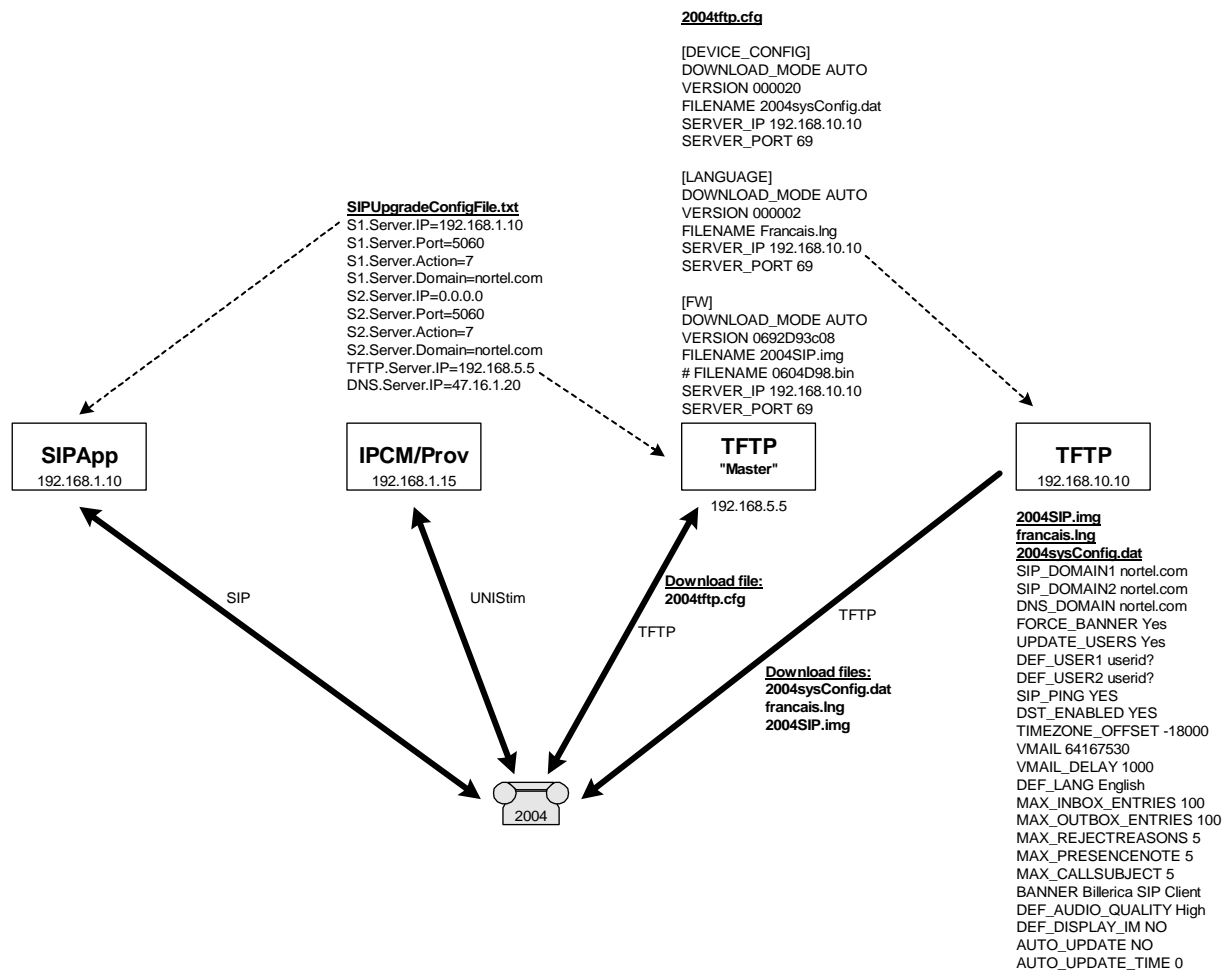 2004tftp.cfg
[DEVICE_CONFIG]
DOWNLOAD_MODE AUTO
VERSION 000020
FILENAME 2004sysConfig.dat
SERVER_IP 192.168.10.10
SERVER_PORT 69
[LANGUAGE]
DOWNLOAD_MODE AUTO
VERSION 000002
FILENAME Francais.lng
SERVER_IP 192.168.10.10
SERVER_PORT 69
[FW]
DOWNLOAD_MODE AUTO
VERSION 0692D93c08
FILENAME 2004SIP.img
# FILENAME 0604D98.bin
SERVER_IP 192.168.10.10
SERVER_PORT 69
SIPUpgradeConfigFile.txt
S1.Server.IP=192.168.1.10
S1.Server.Port=5060
S1.Server.Action=7
S1.Server.Domain=nortel.com
S2.Server.IP=0.0.0.0
S2.Server.Port=5060
S2.Server.Action=7
S2.Server.Domain=nortel.com
TFTP.Server.IP=192.168.5.5
DNS.Server.IP=47.16.1.20
SIPApp
192.168.1.10
IPCM/Prov
192.168.1.15
TFTP
"Master"
192.168.5.5
TFTP
192.168.10.10
SIP
UNIStim
Download file:
2004tftp.cfg
TFTP
TFTP
Download files:
2004sysConfig.dat
francais.lng
2004SIP.img
2004
2004SIP.img
francais.lng
2004sysConfig.dat
SIP_DOMAIN1 nortel.com
SIP_DOMAIN2 nortel.com
DNS_DOMAIN nortel.com
FORCE_BANNER Yes
UPDATE_USERS Yes
DEF_USER1 userid?
DEF_USER2 userid?
SIP_PING YES
DST_ENABLED YES
TIMEZONE_OFFSET -18000
VMAIL 64167530
VMAIL_DELAY 1000
DEF_LANG English
MAX_INBOX_ENTRIES 100
MAX_OUTBOX_ENTRIES 100
MAX_REJECTREASONS 5
MAX_PRESENCENOTE 5
MAX_CALLSUBJECT 5
BANNER Billerica SIP Client
DEF_AUDIO_QUALITY High
DEF_DISPLAY_IM NO
AUTO_UPDATE NO
AUTO_UPDATE_TIME 0